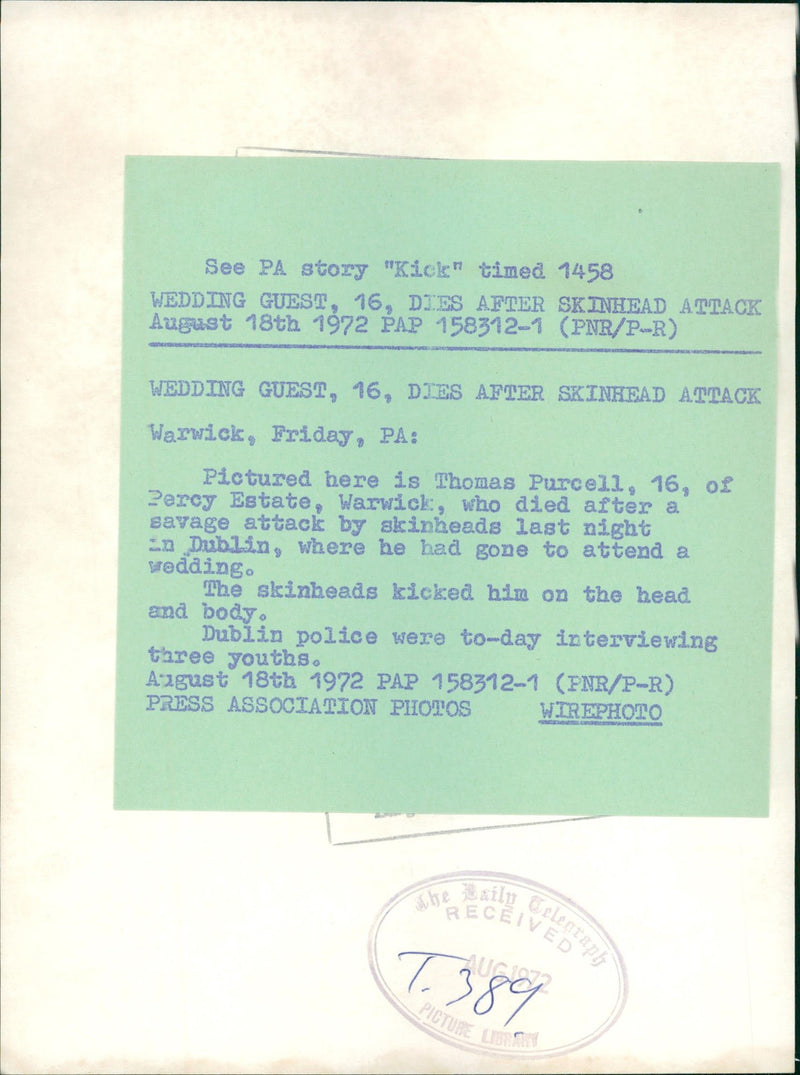 See PA story "Kick" timed 1458
WEDDING GUEST, 16, DIES AFTER SKINHEAD ATTACK
August 18th 1972 PAP 158312-1 (PNR/P-R)
WEDDING GUEST, 16, DIES AFTER SKINHEAD ATTACK
Warwick, Friday, PA:
Pictured here is Thomas Purcell, 16, of
Percy Estate, Warwick, who died after a
savage attack by skinheads last night
in Dublin, where he had gone to attend a
wedding.
The skinheads kicked him on the head
and body.
Dublin police were to-day interviewing
three youths.
August 18th 1972 PAP 158312-1 (PNR/P-R)
PRESS ASSOCIATION PHOTOS WIREPHOTO
The Daily Telegraph
RECEIVED
AUG 1972
T. 389
PICTURE LIBRARY